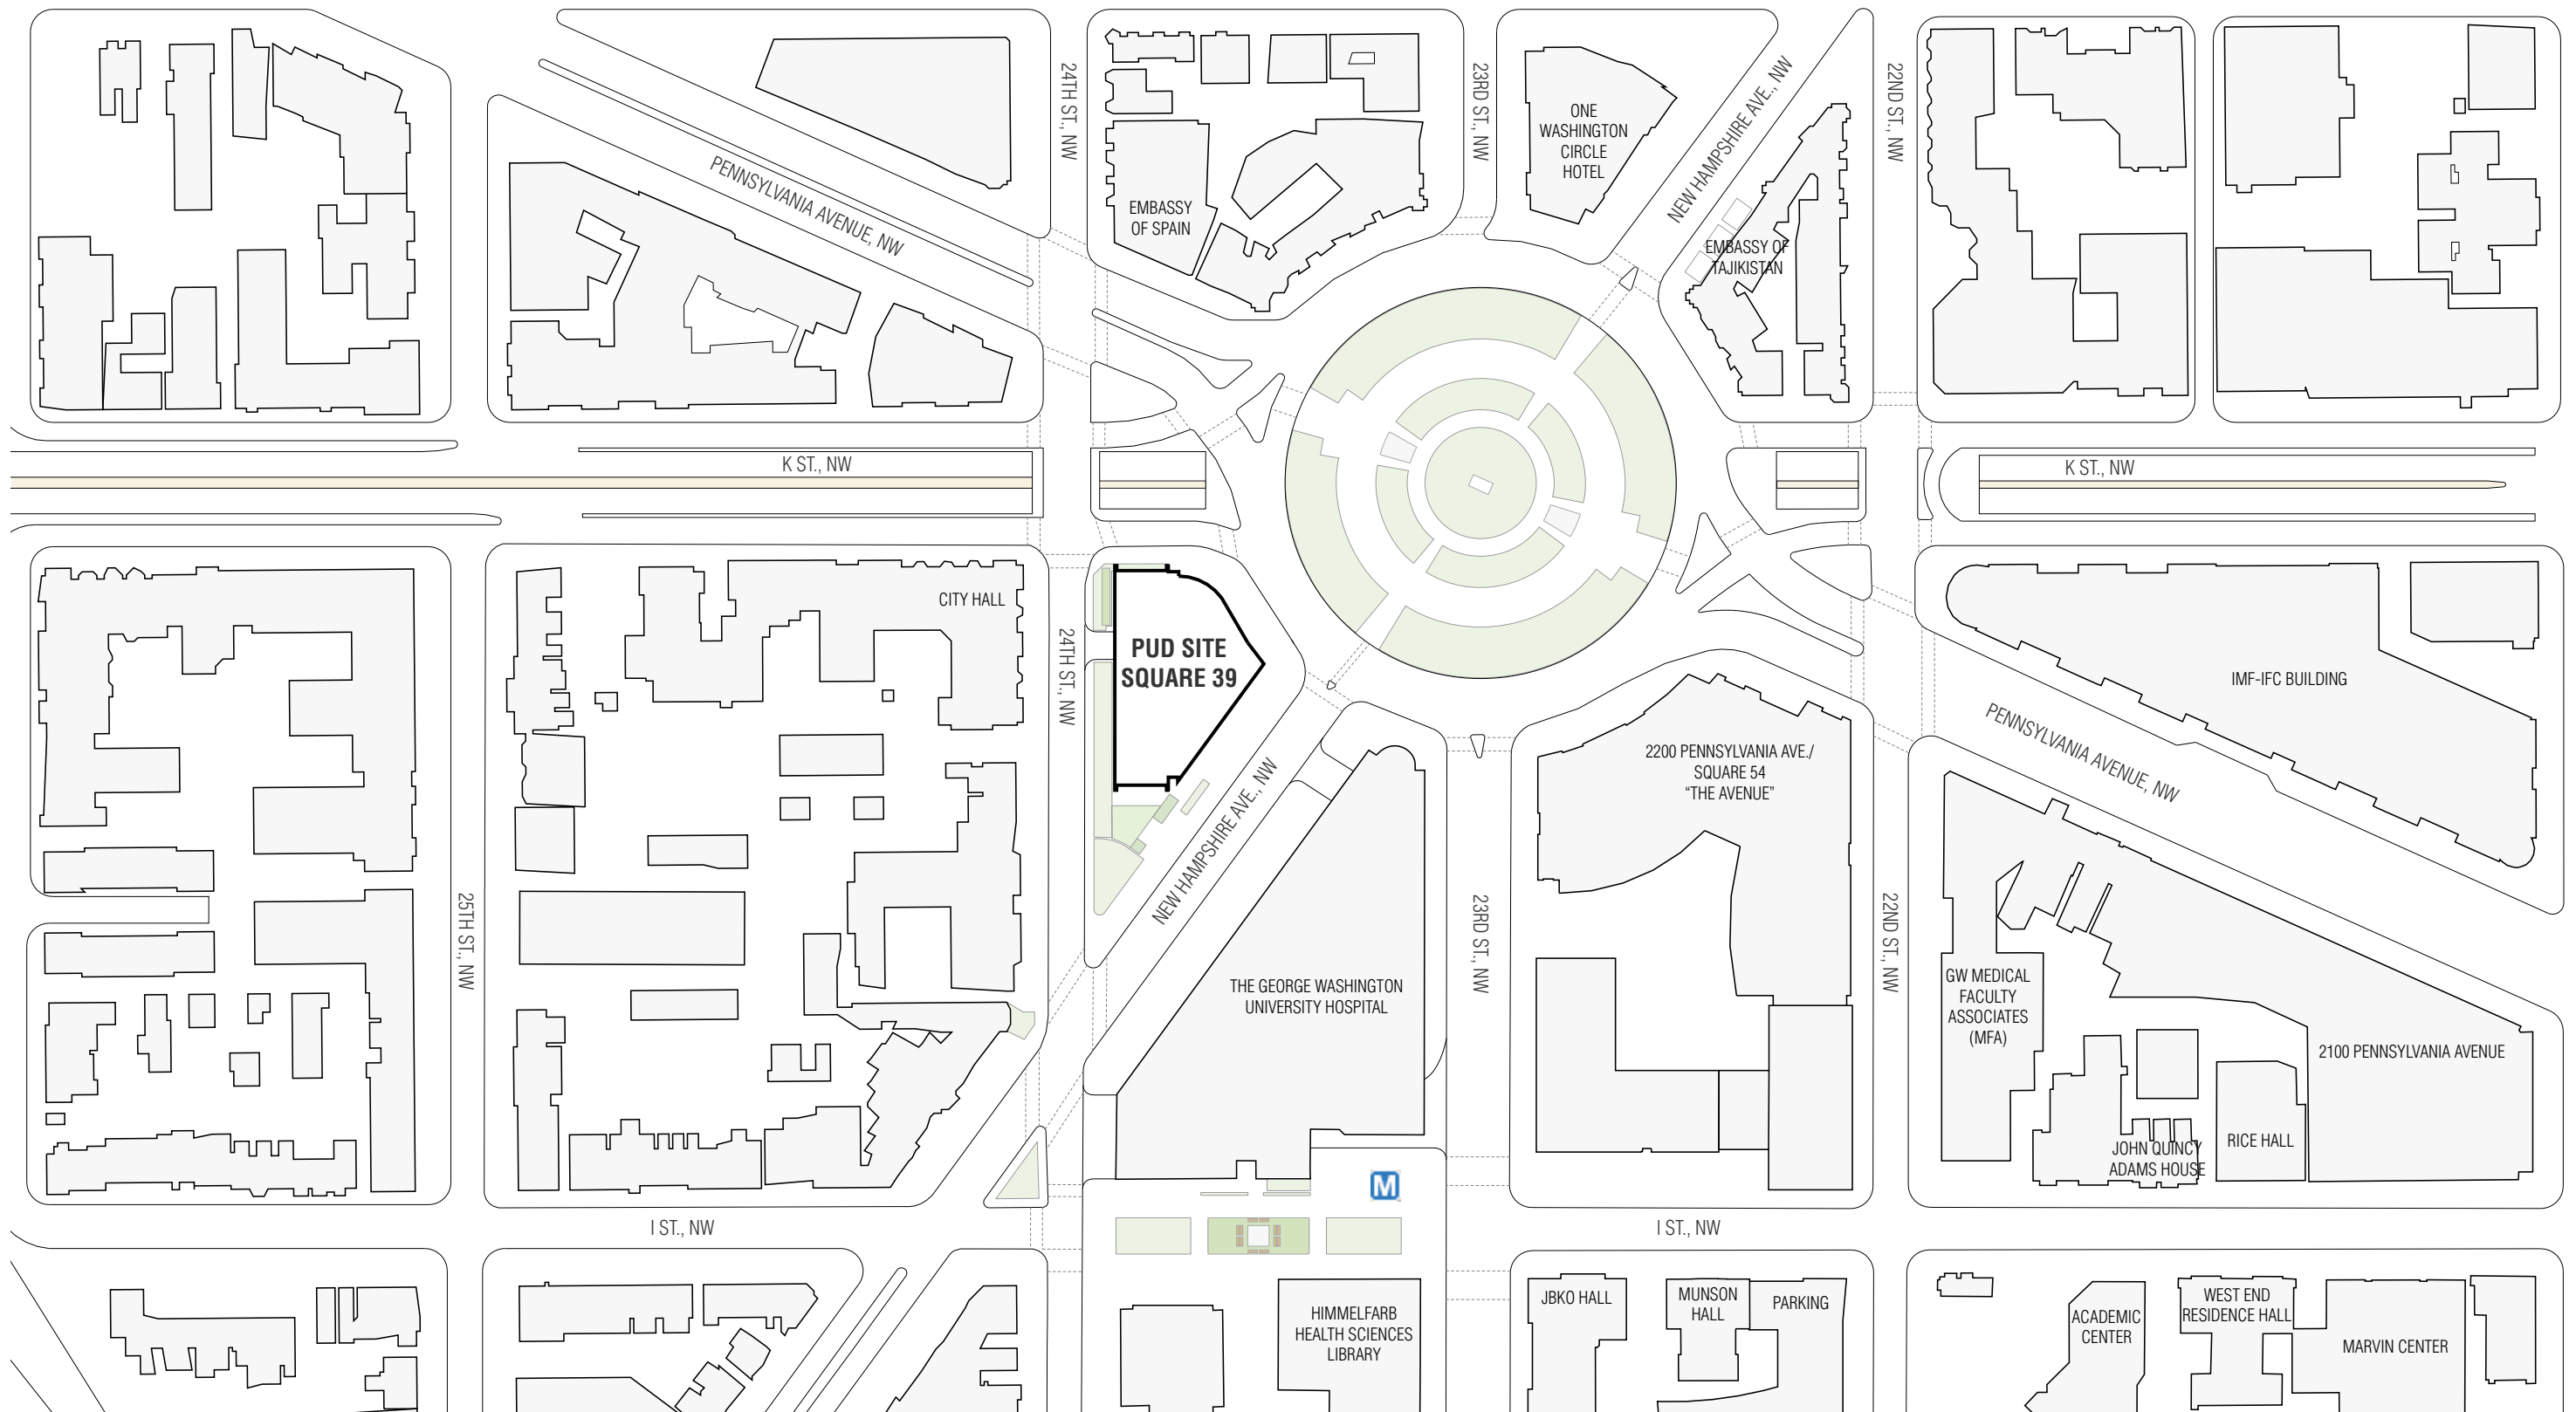 24TH ST., NW
23RD ST., NW
NEW HAMPSHIRE AVE., NW
22ND ST., NW
PENNSYLVANIA AVENUE, NW
ONE
WASHINGTON
CIRCLE
HOTEL
EMBASSY
OF SPAIN
EMBASSY OF
TAJIKISTAN
K ST., NW
K ST., NW
CITY HALL
24TH ST., NW
PUD SITE
SQUARE 39
IMF-IFC BUILDING
PENNSYLVANIA AVENUE, NW
2200 PENNSYLVANIA AVE./
SQUARE 54
“THE AVENUE”
NEW HAMPSHIRE AVE., NW
25TH ST., NW
23RD ST., NW
22ND ST., NW
THE GEORGE WASHINGTON
UNIVERSITY HOSPITAL
GW MEDICAL
FACULTY
ASSOCIATES
(MFA)
2100 PENNSYLVANIA AVENUE
JOHN QUINCY
ADAMS HOUSE
RICE HALL
M
I ST., NW
I ST., NW
HIMMELFARB
HEALTH SCIENCES
LIBRARY
JBKO HALL
MUNSON
HALL
PARKING
ACADEMIC
CENTER
WEST END
RESIDENCE HALL
MARVIN CENTER